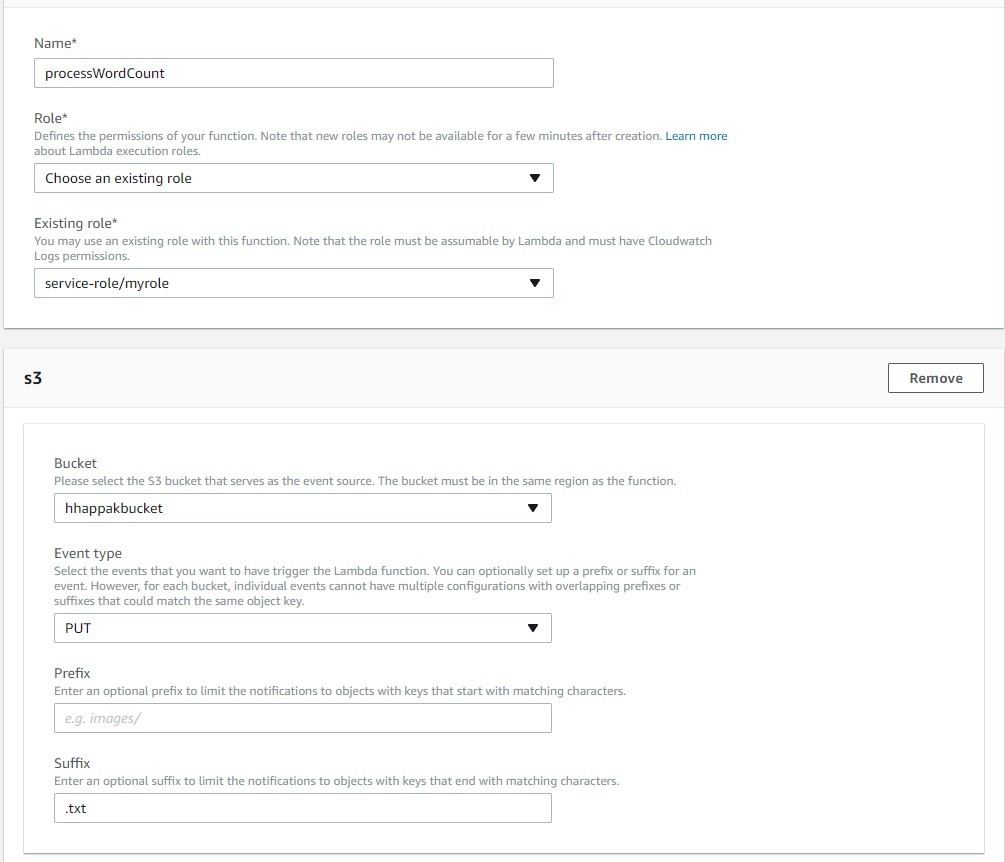 Name*
processWordCount
Role*
Defines the permissions of your function. Note that new roles may not be available for a few minutes after creation. Learn more
about Lambda execution roles.
Choose an existing role
Existing role*
You may use an existing role with this function. Note that the role must be assumable by Lambda and must have Cloudwatch
Logs permissions.
service-role/myrole
s3
Remove
Bucket
Please select the S3 bucket that serves as the event source. The bucket must be in the same region as the function.
hhappakbucket
Event type
Select the events that you want to have trigger the Lambda function. You can optionally set up a prefix or suffix for an
event. However, for each bucket, individual events cannot have multiple configurations with overlapping prefixes or
suffixes that could match the same object key.
PUT
Prefix
Enter an optional prefix to limit the notifications to objects with keys that start with matching characters.
e.g. images/
Suffix
Enter an optional suffix to limit the notifications to objects with keys that end with matching characters.
.txt